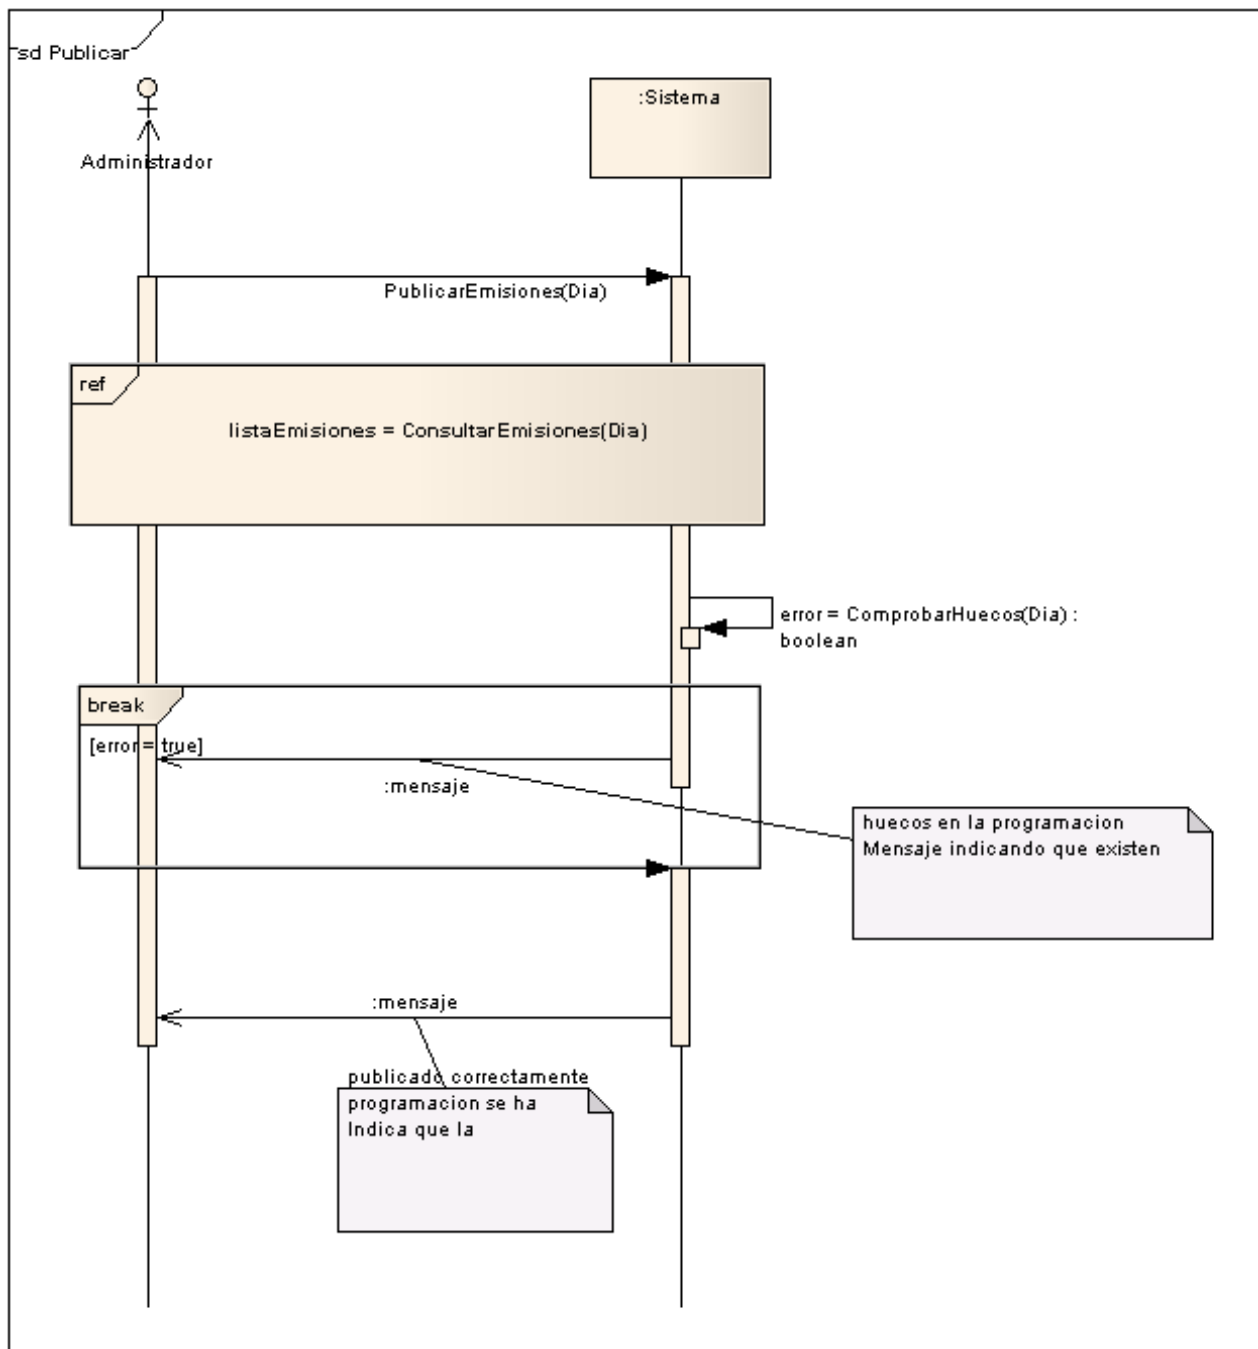 sd Publicar
:Sistema
Administrador
PublicarEmisiones(Dia)
ref
listaEmisiones = ConsultarEmisiones(Dia)
error = ComprobarHuecos(Dia) :
boolean
break
[error = true]
:mensaje
huecos en la programacion
Mensaje indicando que existen
:mensaje
publicado correctamente
programacion se ha
Indica que la